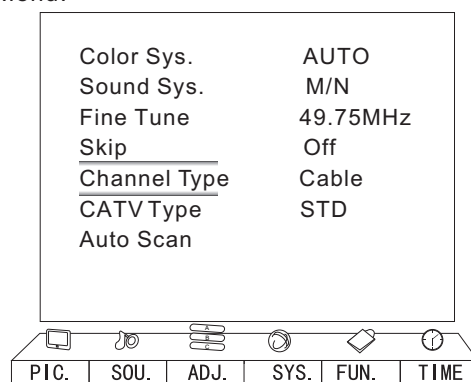 Color Sys. AUTO
Sound Sys. M/N
Fine Tune 49.75MHz
Skip Off
Channel Type Cable
CATV Type STD
Auto Scan
A
B
C
PIC. SOU. ADJ. SYS. FUN. TIME